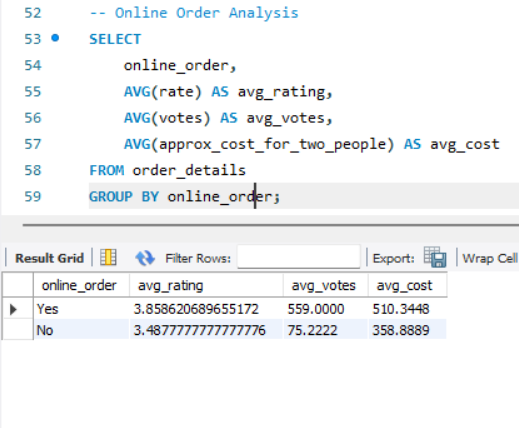 52 -- Online Order Analysis
53 SELECT
54 online_order,
55 AVG(rate) AS avg_rating,
56 AVG(votes) AS avg_votes,
57 AVG(approx_cost_for_two_people) AS avg_cost
58 FROM order_details
59 GROUP BY online_order;
Result Grid Filter Rows: Export: Wrap Cell
online_order avg_rating avg_votes avg_cost
Yes 3.858620689655172 559.0000 510.3448
No 3.4877777777777776 75.2222 358.8889